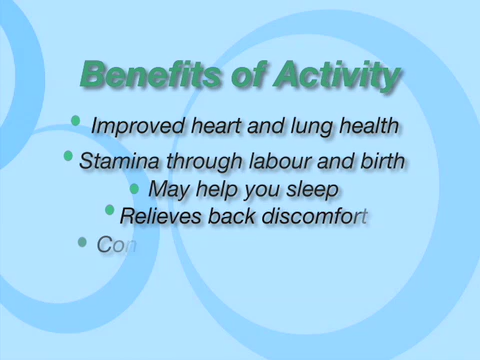 Benefits of Activity
• Improved heart and lung health
• Stamina through labour and birth
• May help you sleep
• Relieves back discomfort
• Con